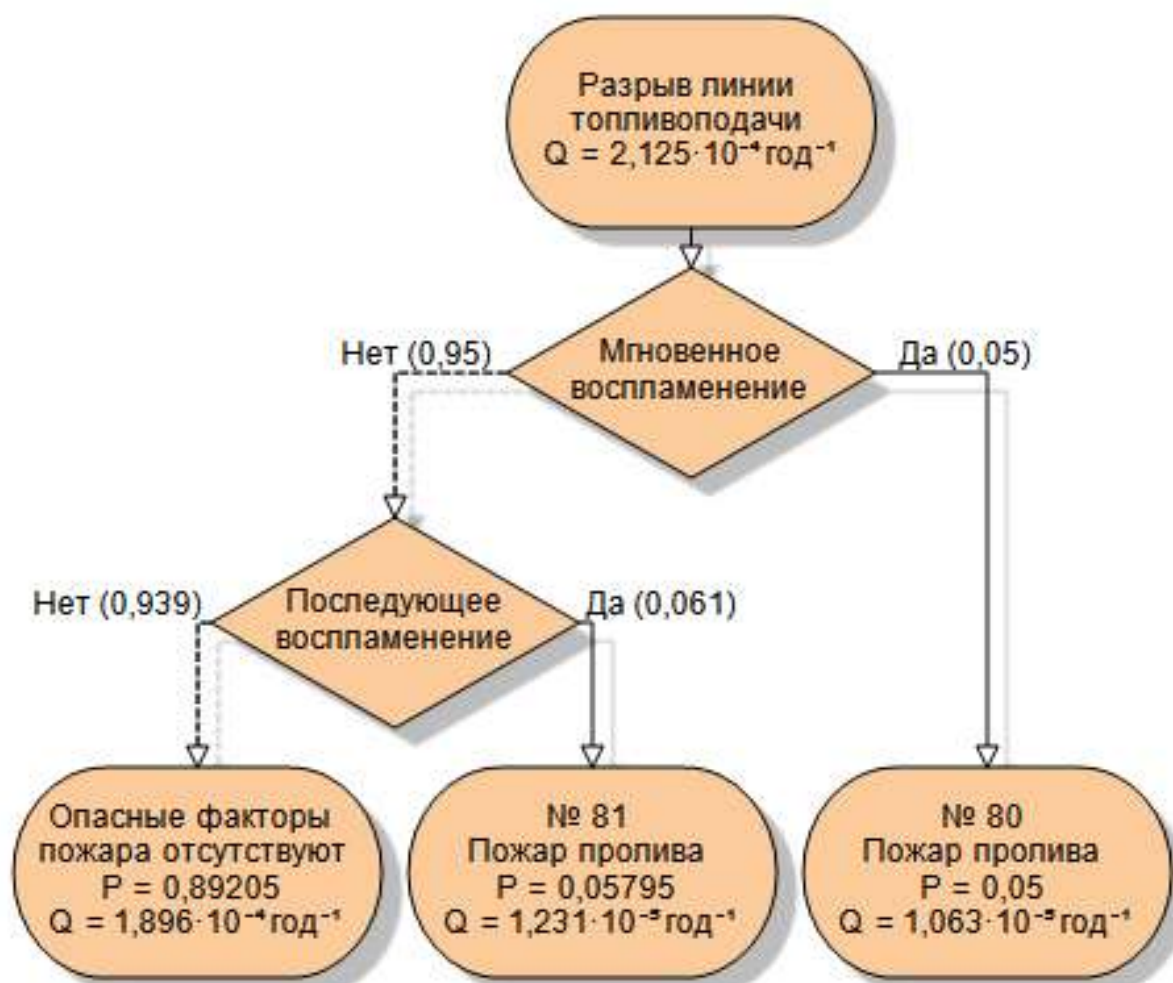 Разрыв линии
топливоподачи
Q = 2,125·10⁻⁴ год⁻¹
Нет (0,95)
Мгновенное
воспламенение
Да (0,05)
Нет (0,939)
Последующее
воспламенение
Да (0,061)
Опасные факторы
пожара отсутствуют
P = 0,89205
Q = 1,896·10⁻⁴ год⁻¹
№ 81
Пожар пролива
P = 0,05795
Q = 1,231·10⁻⁵ год⁻¹
№ 80
Пожар пролива
P = 0,05
Q = 1,063·10⁻⁵ год⁻¹